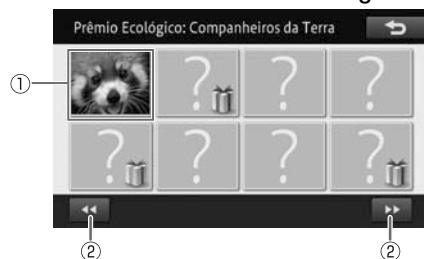 Prêmio Ecológico: Companheiros da Terra
①
? ? ? ?
? ? ? ?
② ②